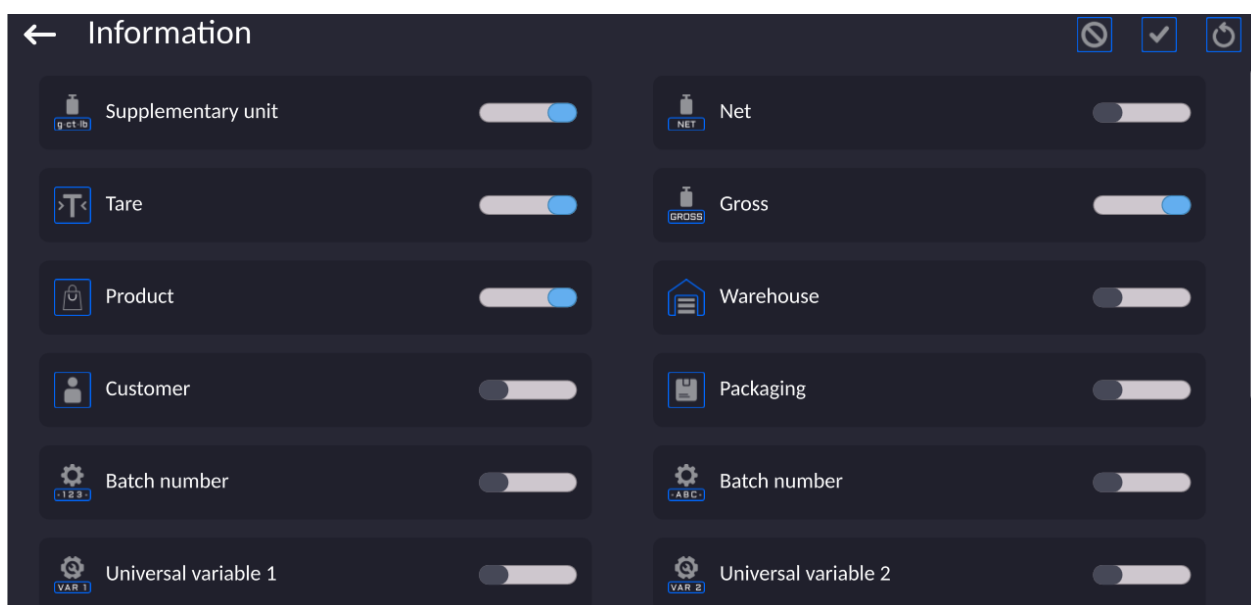 Information
Supplementary unit
g·ct·lb
Net
NET
Tare
>T<
Gross
GROSS
Product
Warehouse
Customer
Packaging
Batch number
·123·
Batch number
·ABC·
Universal variable 1
VAR 1
Universal variable 2
VAR 2